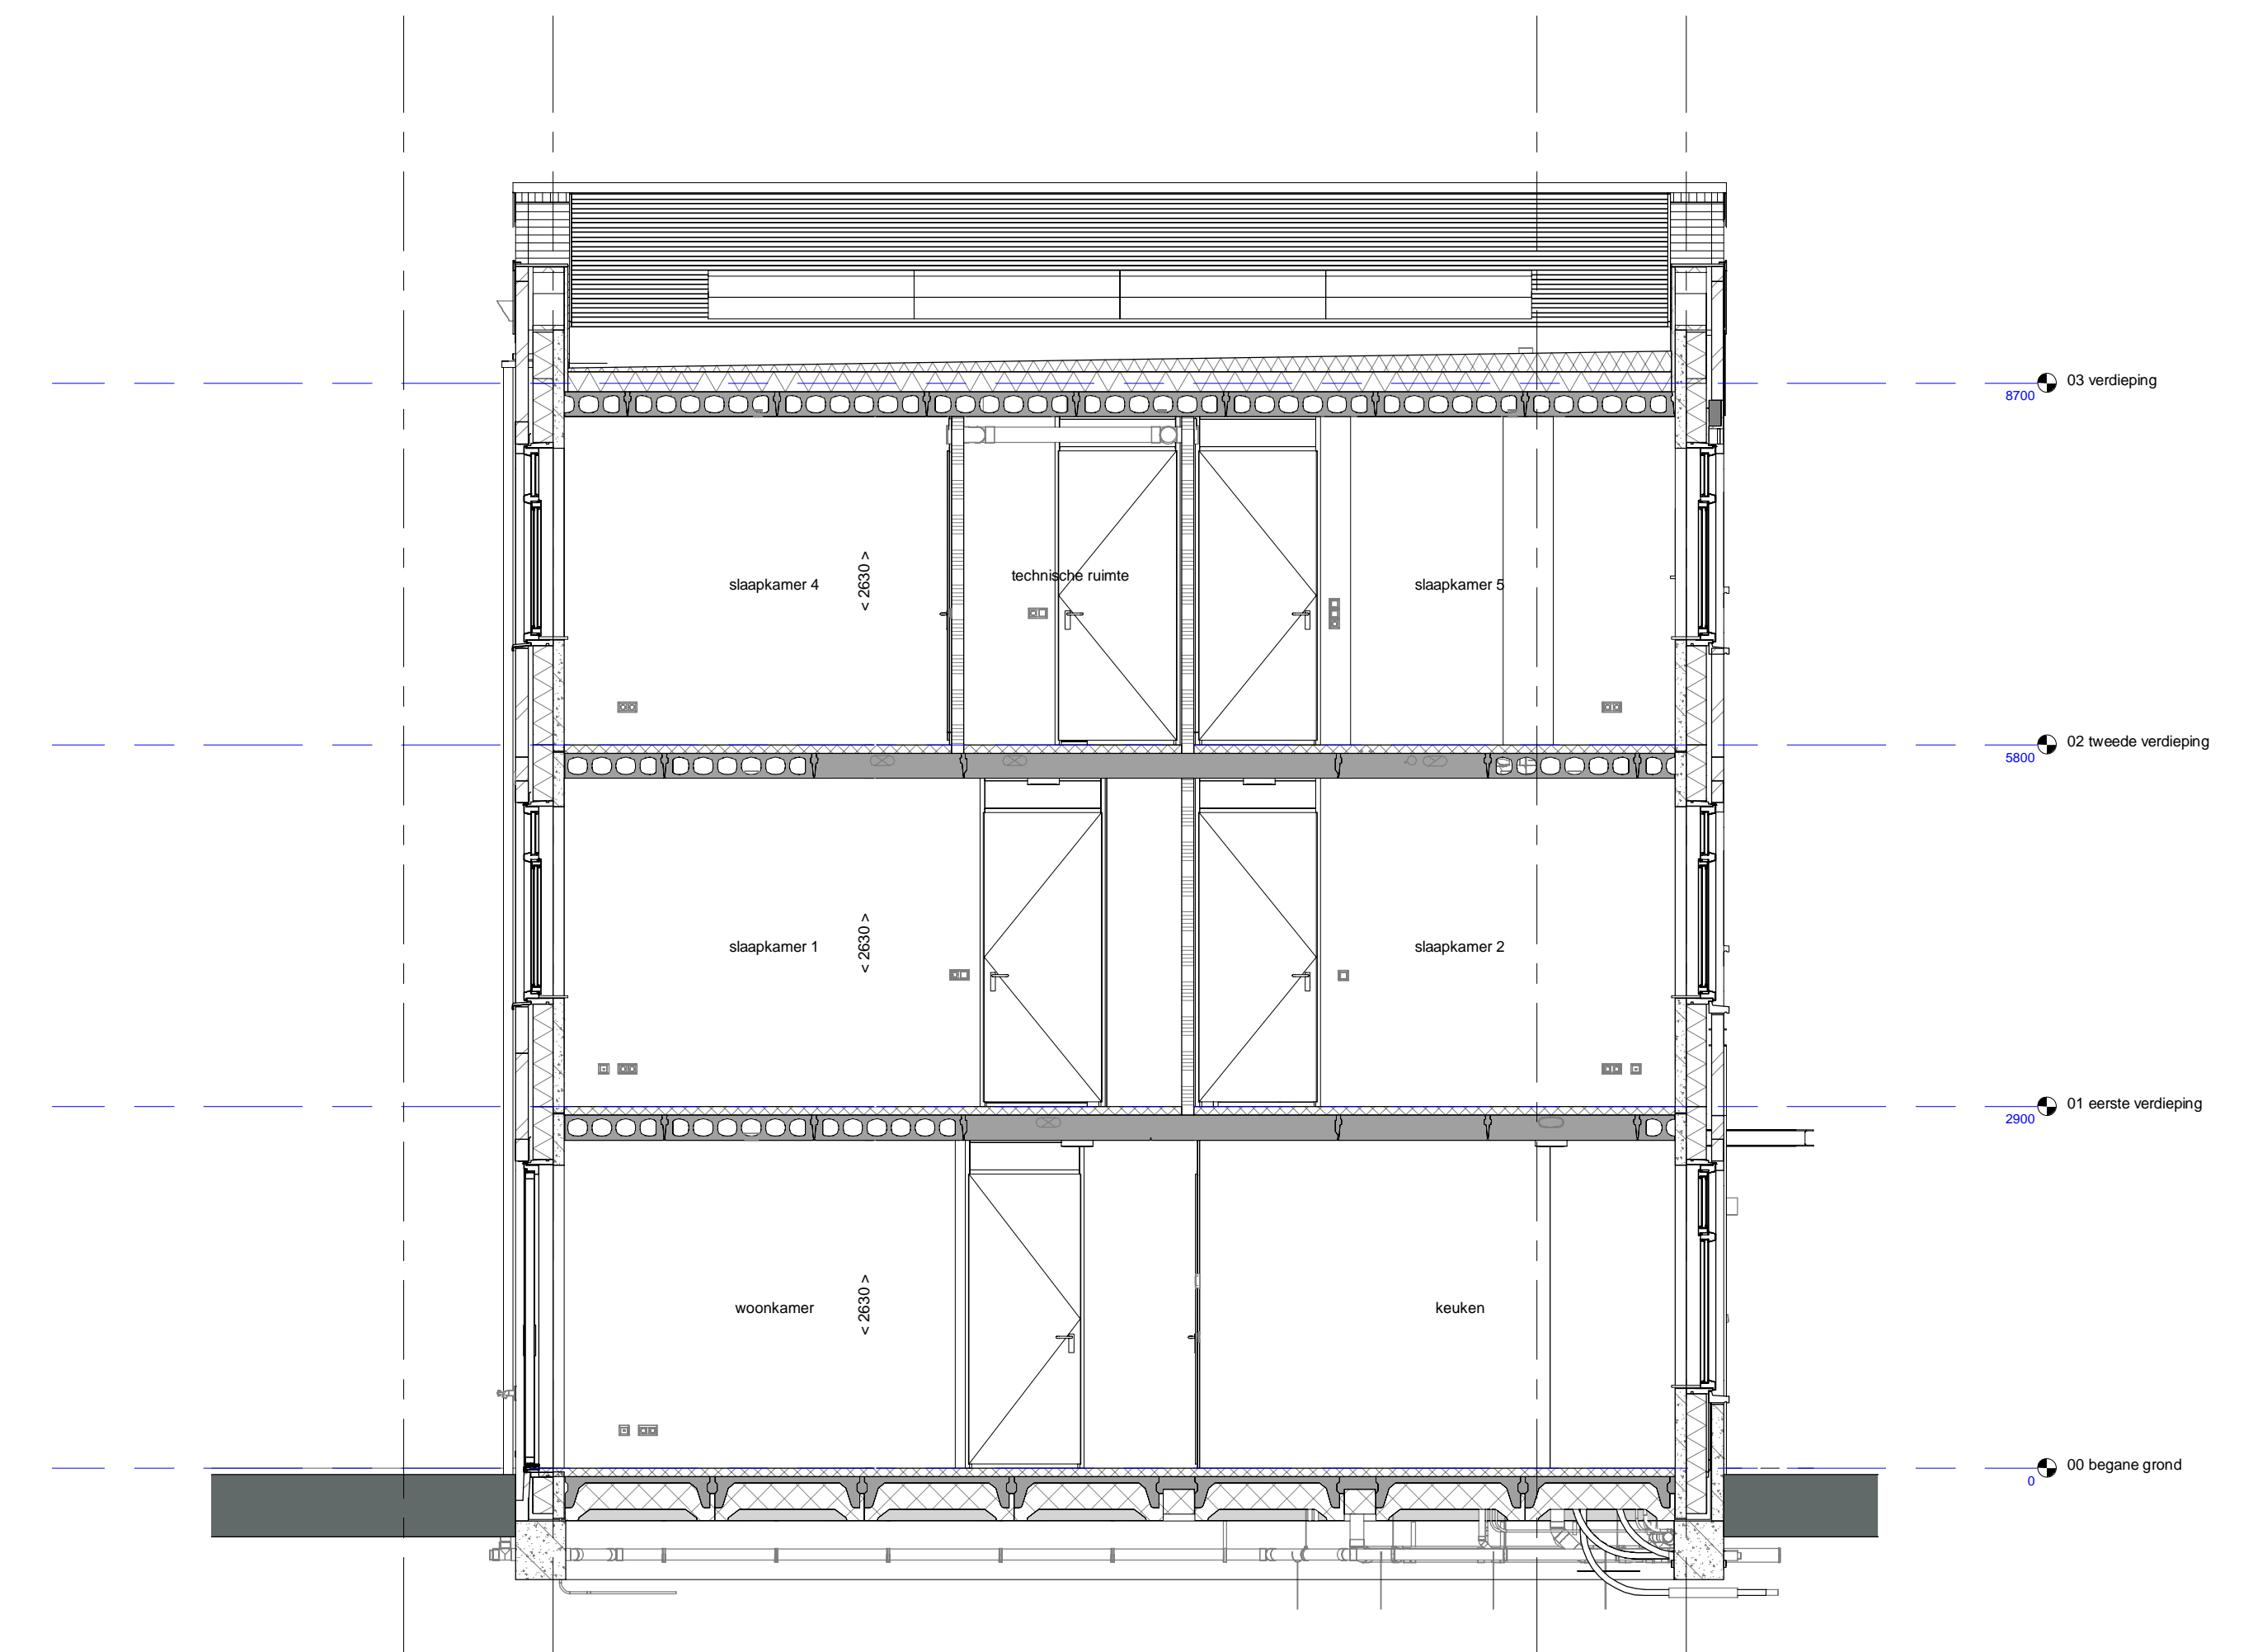 03 verdieping
8700
slaapkamer 4
< 2630 >
technische ruimte
slaapkamer 5
02 tweede verdieping
5800
slaapkamer 1
< 2630 >
slaapkamer 2
01 eerste verdieping
2900
woonkamer
< 2630 >
keuken
00 begane grond
0